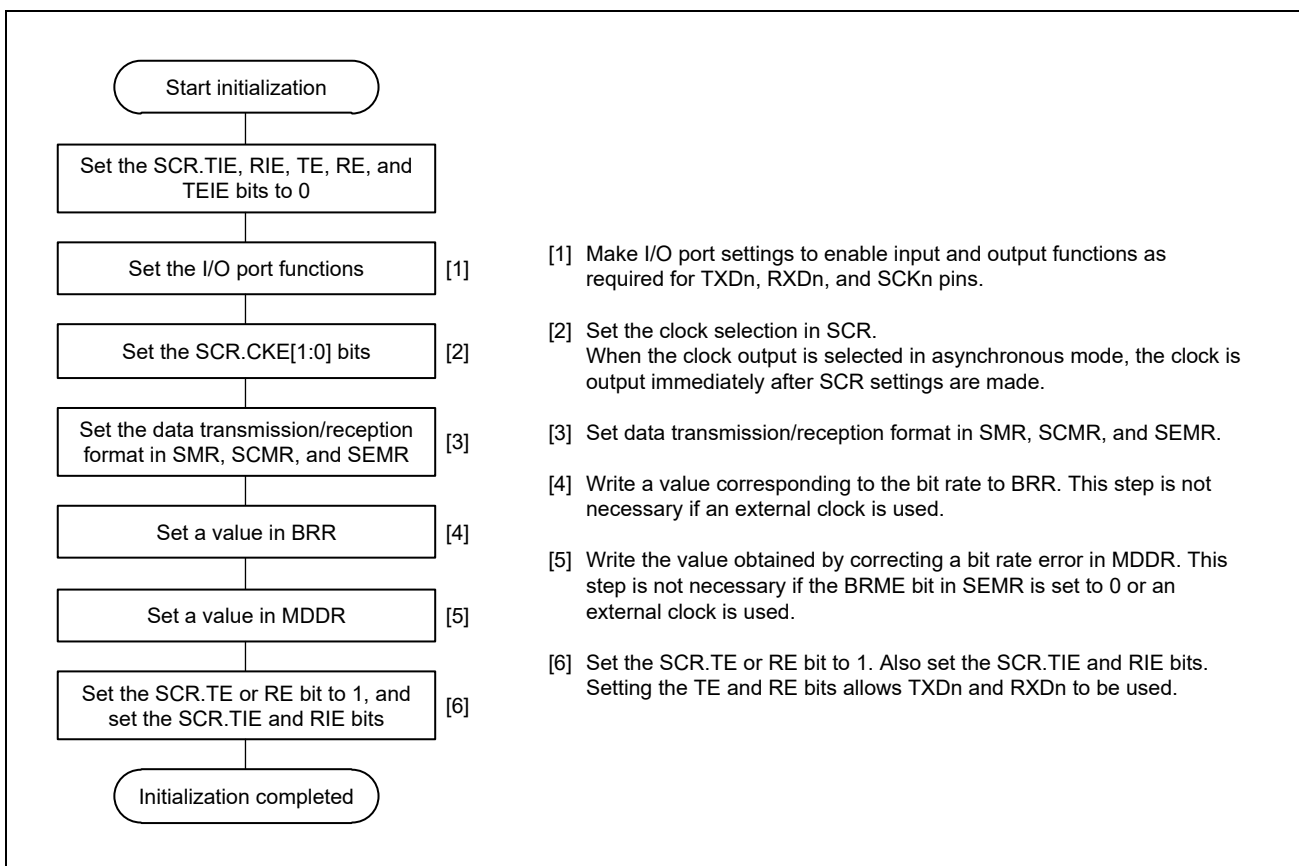 Start initialization
Set the SCR.TIE, RIE, TE, RE, and
TEIE bits to 0
Set the I/O port functions
[1]
Set the SCR.CKE[1:0] bits
[2]
Set the data transmission/reception
format in SMR, SCMR, and SEMR
[3]
Set a value in BRR
[4]
Set a value in MDDR
[5]
Set the SCR.TE or RE bit to 1, and
set the SCR.TIE and RIE bits
[6]
Initialization completed
[1] Make I/O port settings to enable input and output functions as
required for TXDn, RXDn, and SCKn pins.
[2] Set the clock selection in SCR.
When the clock output is selected in asynchronous mode, the clock is
output immediately after SCR settings are made.
[3] Set data transmission/reception format in SMR, SCMR, and SEMR.
[4] Write a value corresponding to the bit rate to BRR. This step is not
necessary if an external clock is used.
[5] Write the value obtained by correcting a bit rate error in MDDR. This
step is not necessary if the BRME bit in SEMR is set to 0 or an
external clock is used.
[6] Set the SCR.TE or RE bit to 1. Also set the SCR.TIE and RIE bits.
Setting the TE and RE bits allows TXDn and RXDn to be used.